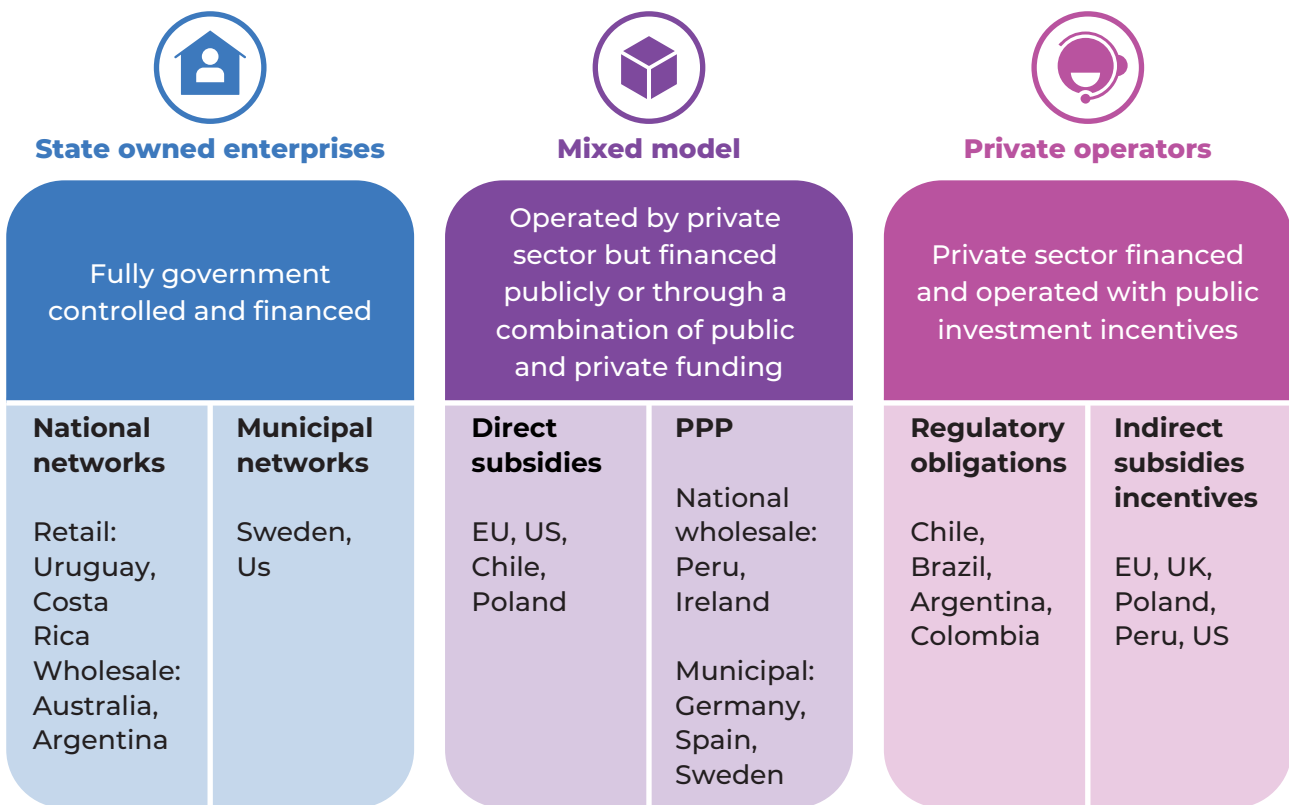 State owned enterprises
Fully government
controlled and financed
National
networks
Retail:
Uruguay,
Costa
Rica
Wholesale:
Australia,
Argentina
Municipal
networks
Sweden,
Us
Mixed model
Operated by private
sector but financed
publicly or through a
combination of public
and private funding
Direct
subsidies
EU, US,
Chile,
Poland
PPP
National
wholesale:
Peru,
Ireland
Municipal:
Germany,
Spain,
Sweden
Private operators
Private sector financed
and operated with public
investment incentives
Regulatory
obligations
Chile,
Brazil,
Argentina,
Colombia
Indirect
subsidies
incentives
EU, UK,
Poland,
Peru, US